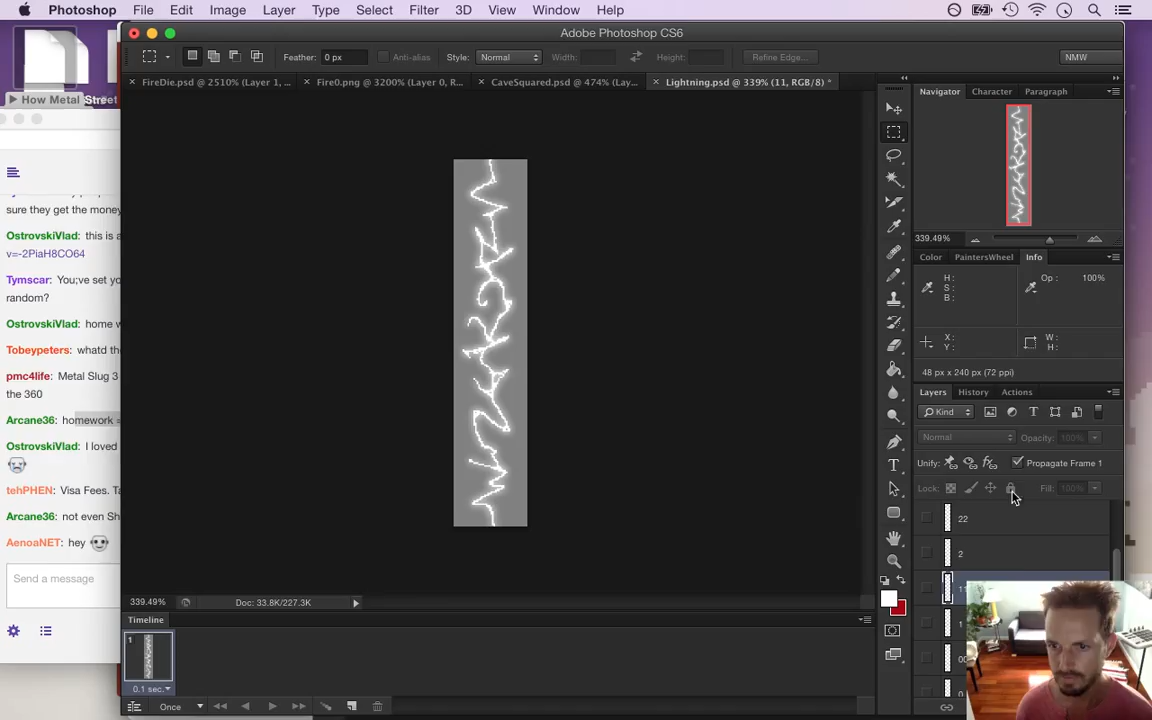 Photoshop File Edit Image Layer Type Select Filter 3D View Window Help
Adobe Photoshop CS6
Feather: 0 px Anti-alias Style: Normal Width: Height: Refine Edge... NMW
FireDie.psd @ 2510% (Layer 1, ... Fire0.png @ 3200% (Layer 0, R... CaveSquared.psd @ 474% (Lay... Lightning.psd @ 339% (11, RGB/8) *
How Metal Street
sure they get the money
OstrovskiVlad: this is a
v=-2PiaH8CO64
Tymscar: You;ve set yo
random?
OstrovskiVlad: home w
Tobeypeters: whatd the
pmc4life: Metal Slug 3
the 360
Arcane36: homework =
OstrovskiVlad: I loved
tehPHEN: Visa Fees. Ta
Arcane36: not even Sh
AenoaNET: hey
Send a message
Navigator Character Paragraph
339.49%
Color PaintersWheel Info
H: Op: 100%
S:
B:
X: W:
Y: H:
48 px x 240 px (72 ppi)
Layers History Actions
Kind
Normal Opacity: 100%
Unify: Propagate Frame 1
Lock: Fill: 100%
22
2
1
00
0
339.49% Doc: 33.8K/227.3K
Timeline
1
0.1 sec.
Once